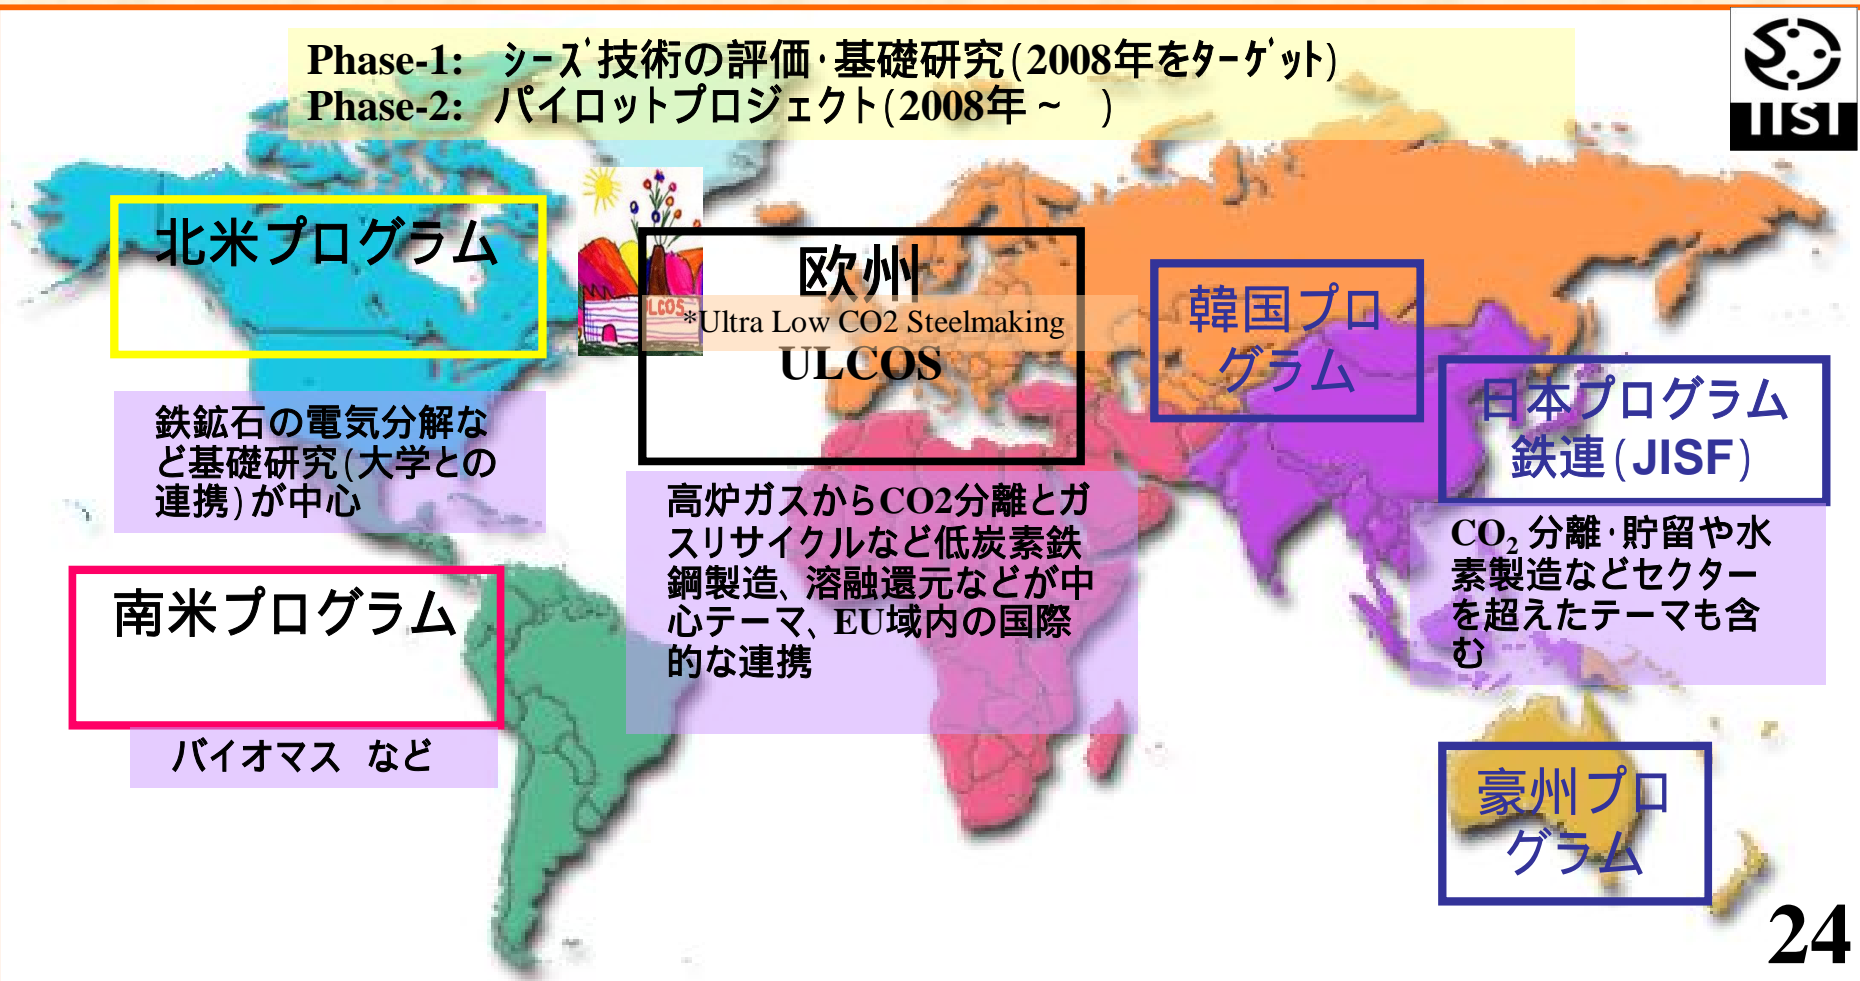 Phase-1: シーズ技術の評価･基礎研究(2008年をターゲット)
Phase-2: パイロットプロジェクト(2008年~ )
IISI
北米プログラム
鉄鉱石の電気分解な
ど基礎研究(大学との
連携)が中心
南米プログラム
バイオマス など
ULCOS
欧州
*Ultra Low CO2 Steelmaking
ULCOS
高炉ガスからCO2分離とガ
スリサイクルなど低炭素鉄
鋼製造、溶融還元などが中
心テーマ、EU域内の国際
的な連携
韓国プロ
グラム
日本プログラム
鉄連(JISF)
CO₂分離･貯留や水
素製造などセクター
を超えたテーマも含
む
豪州プロ
グラム
24